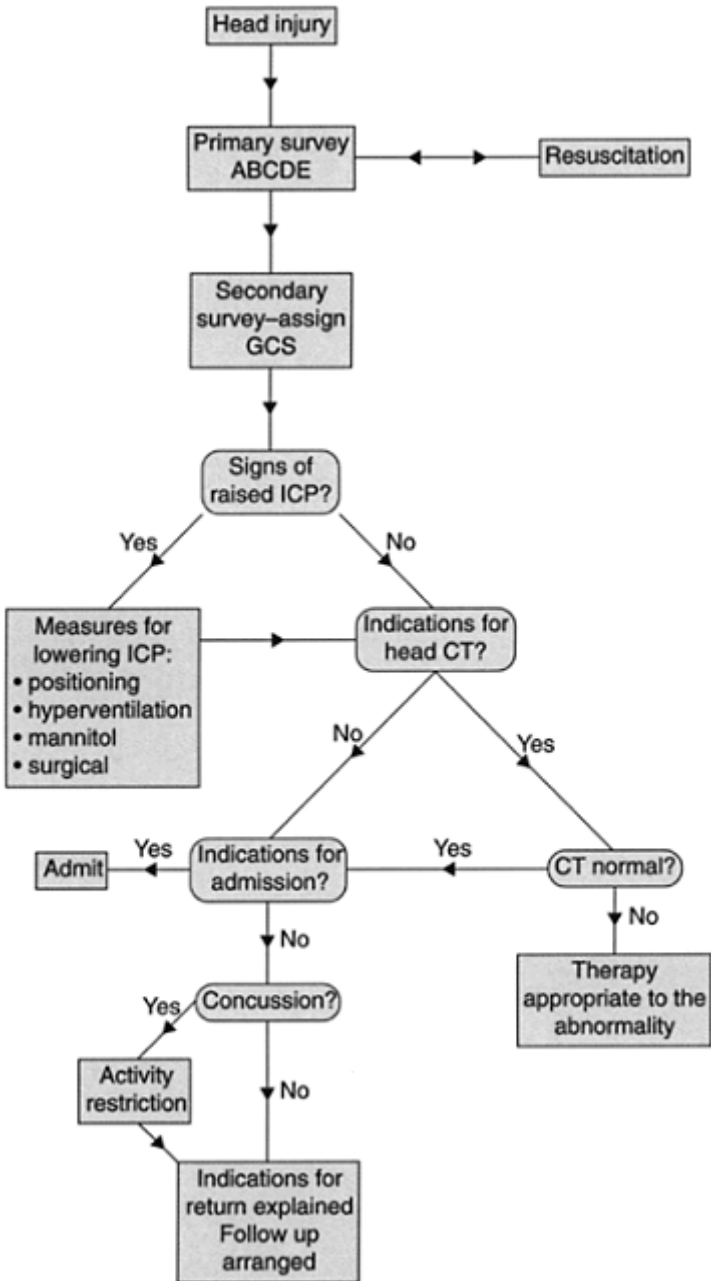 Head injury
Primary survey
ABCDE
Resuscitation
Secondary
survey–assign
GCS
Signs of
raised ICP?
Yes
No
Measures for
lowering ICP:
• positioning
• hyperventilation
• mannitol
• surgical
Indications for
head CT?
No
Yes
Admit
Yes
Indications for
admission?
Yes
CT normal?
No
No
Therapy
appropriate to the
abnormality
Concussion?
Yes
Activity
restriction
No
Indications for
return explained
Follow up
arranged